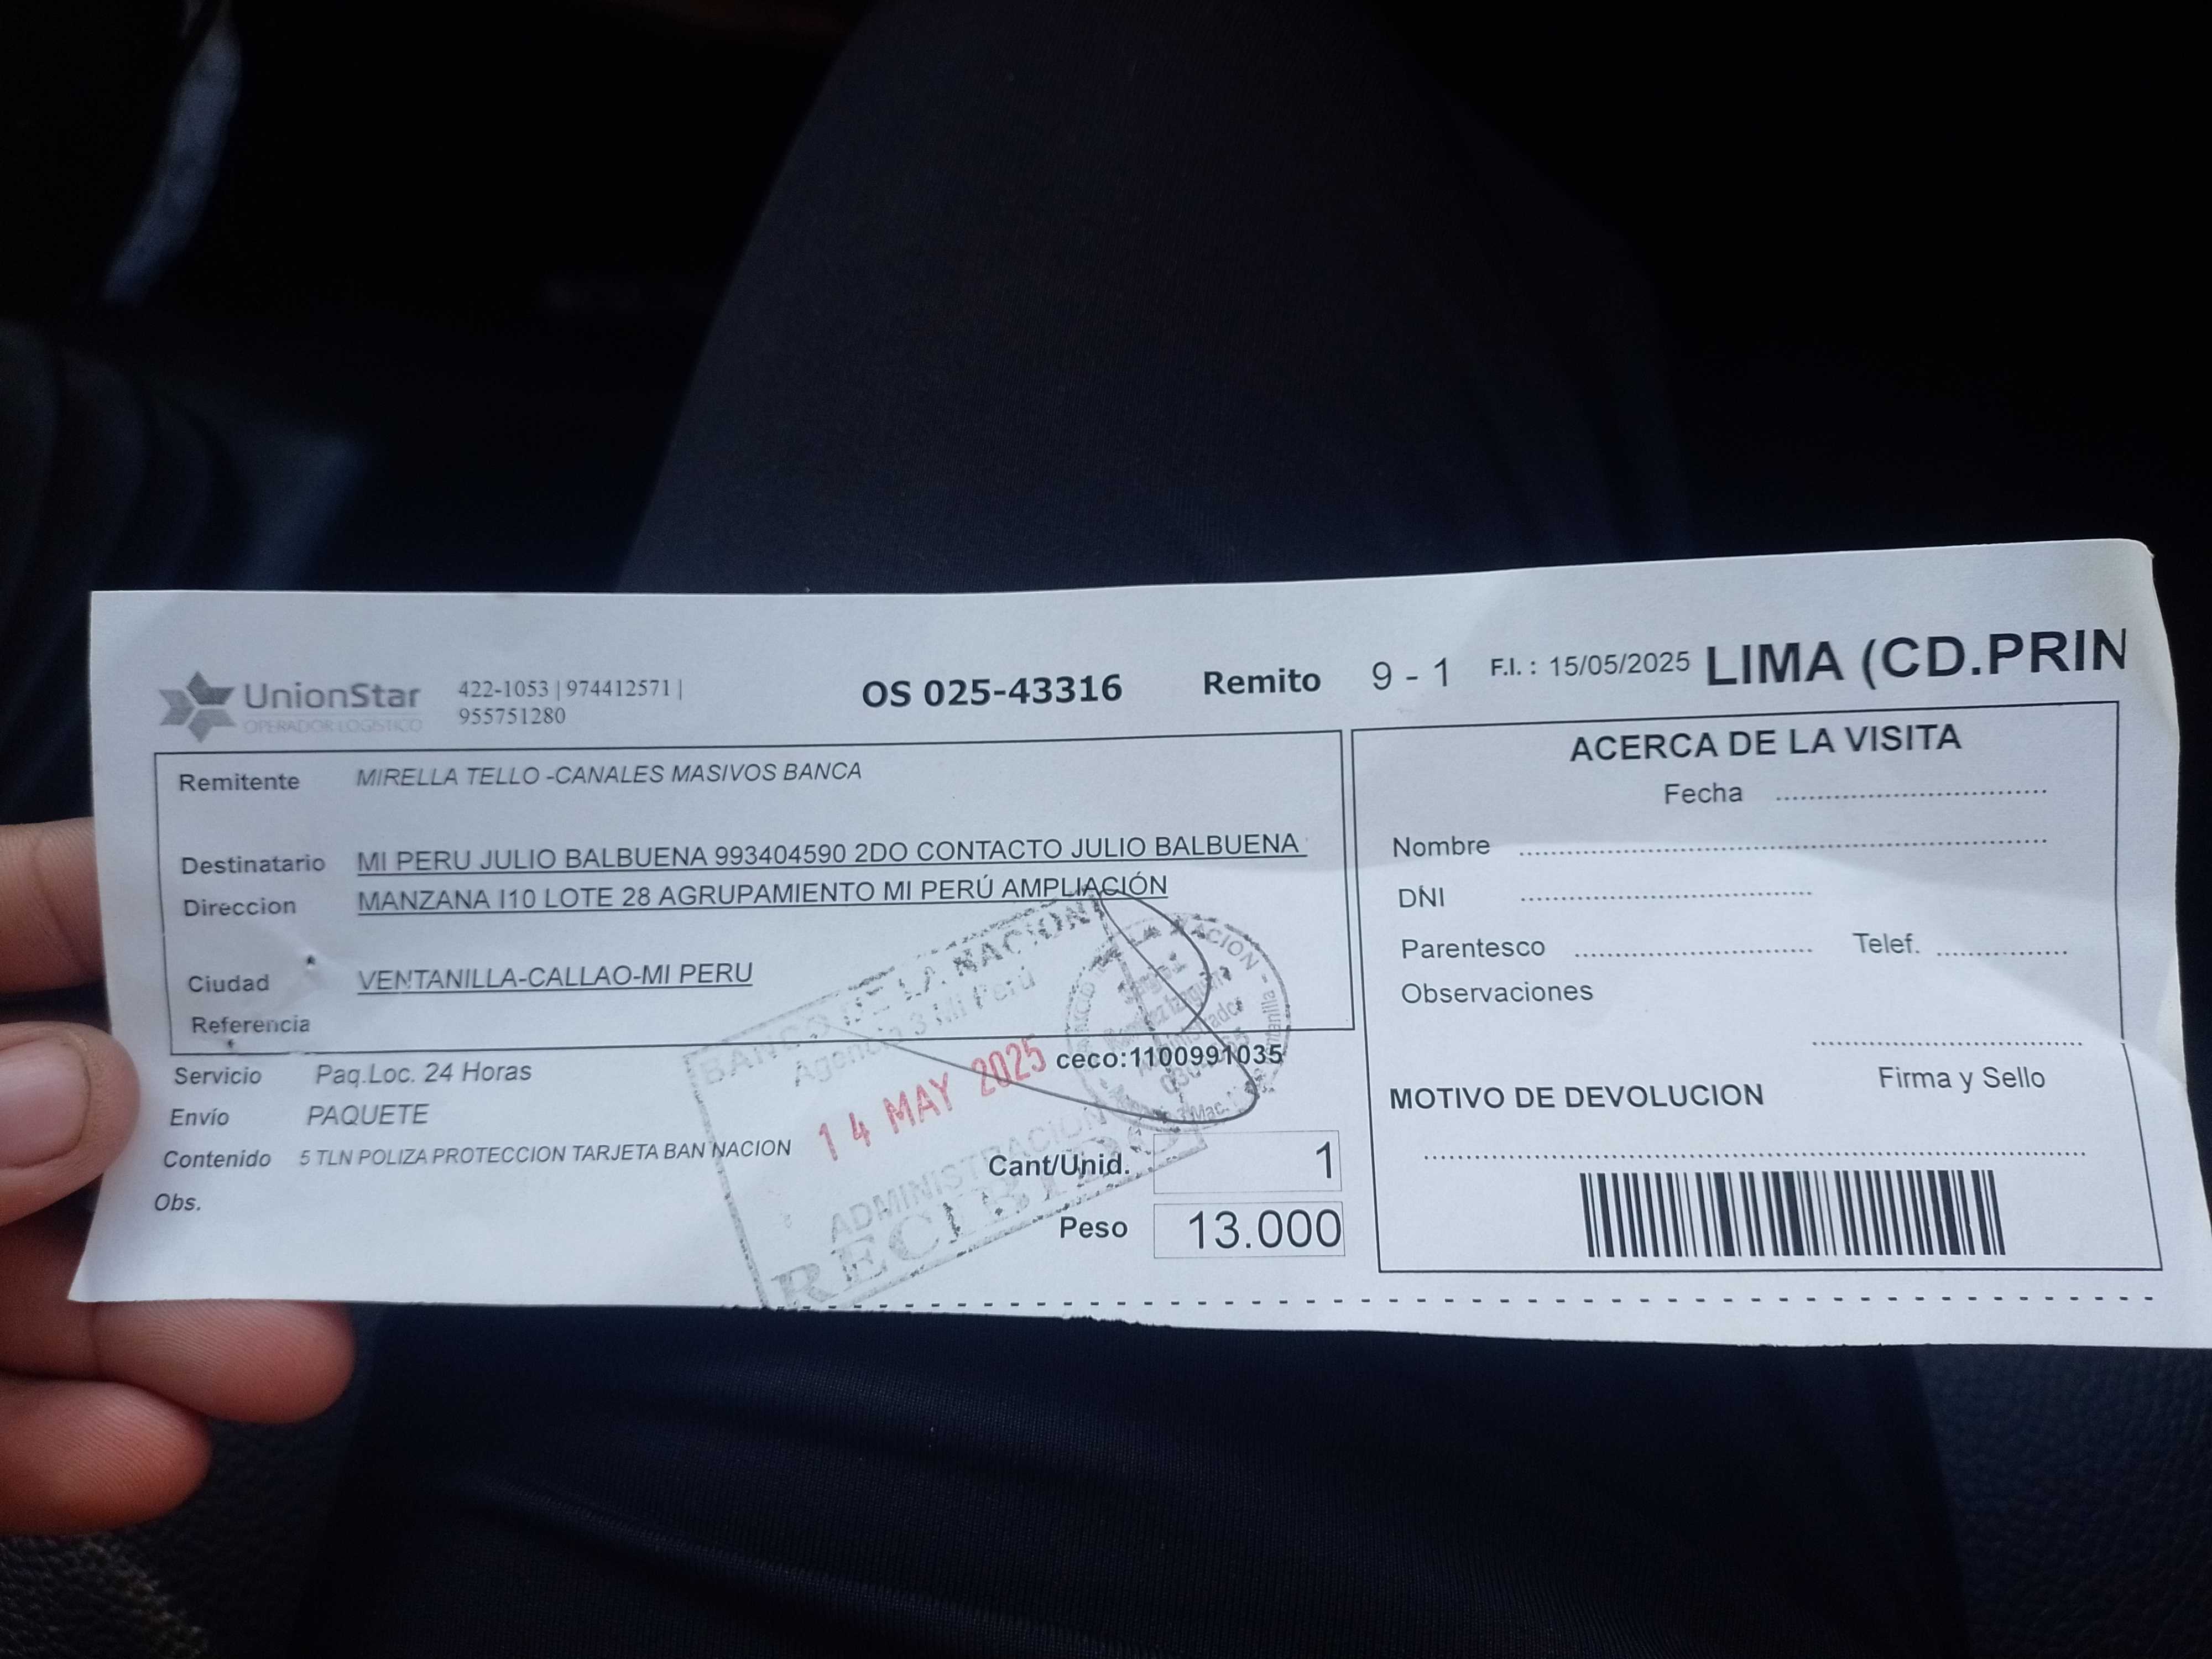 UnionStar
OPERADOR LOGISTICO
422-1053 | 974412571 |
955751280
OS 025-43316
Remito 9 - 1
F.I. : 15/05/2025
LIMA (CD.PRIN
Remitente MIRELLA TELLO -CANALES MASIVOS BANCA
Destinatario MI PERU JULIO BALBUENA 993404590 2DO CONTACTO JULIO BALBUENA
Direccion MANZANA I10 LOTE 28 AGRUPAMIENTO MI PERÚ AMPLIACIÓN
Ciudad VENTANILLA-CALLAO-MI PERU
Referencia
Servicio Paq.Loc. 24 Horas
ceco:1100991035
Envío PAQUETE
Contenido 5 TLN POLIZA PROTECCION TARJETA BAN NACION
Obs.
Cant/Unid. 1
Peso 13.000
BANCO DE LA NACION
Agencia 3 Mi Perú
14 MAY 2025
ADMINISTRACION
RECIBIDO
ACERCA DE LA VISITA
Fecha
Nombre
DNI
Parentesco Telef.
Observaciones
Firma y Sello
MOTIVO DE DEVOLUCION